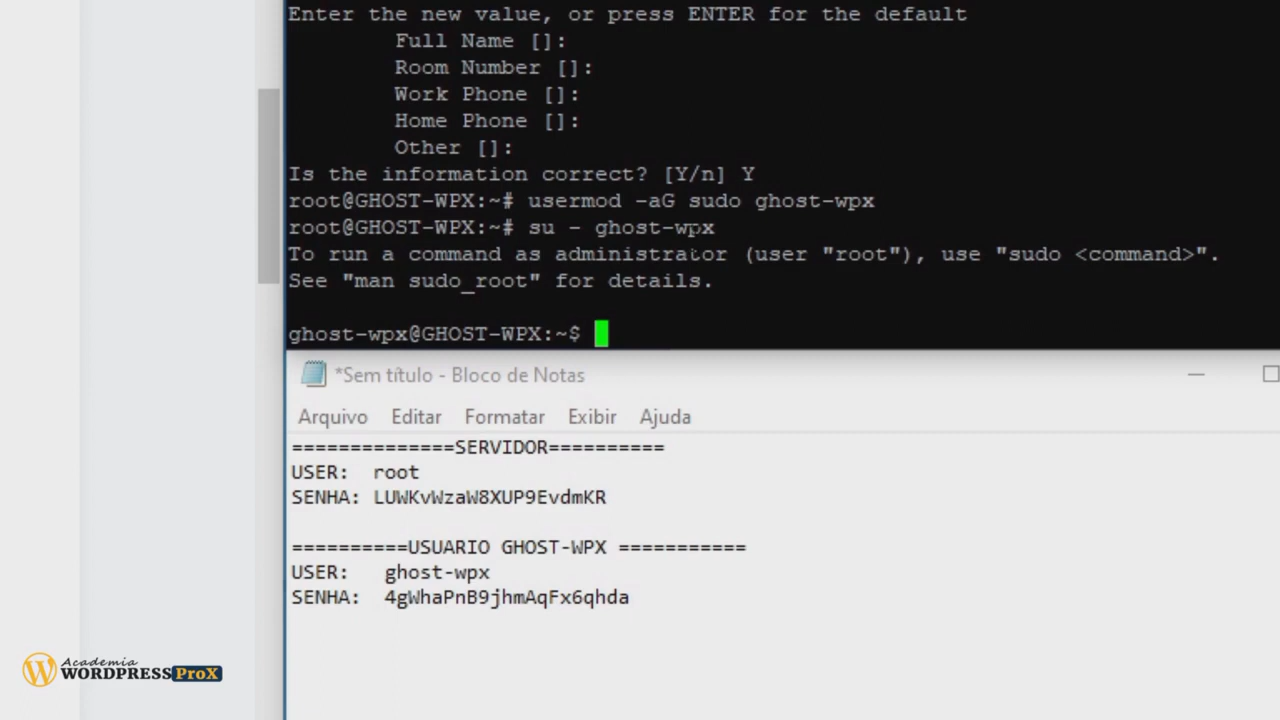 Enter the new value, or press ENTER for the default
Full Name []:
Room Number []:
Work Phone []:
Home Phone []:
Other []:
Is the information correct? [Y/n] Y
root@GHOST-WPX:~# usermod -aG sudo ghost-wpx
root@GHOST-WPX:~# su - ghost-wpx
To run a command as administrator (user "root"), use "sudo <command>".
See "man sudo_root" for details.
ghost-wpx@GHOST-WPX:~$
*Sem título - Bloco de Notas
Arquivo Editar Formatar Exibir Ajuda
==============SERVIDOR==========
USER: root
SENHA: LUWKvWzaW8XUP9EvdmKR
==========USUARIO GHOST-WPX ===========
USER: ghost-wpx
SENHA: 4gWhaPnB9jhmAqFx6qhda
Academia
WORDPRESS ProX